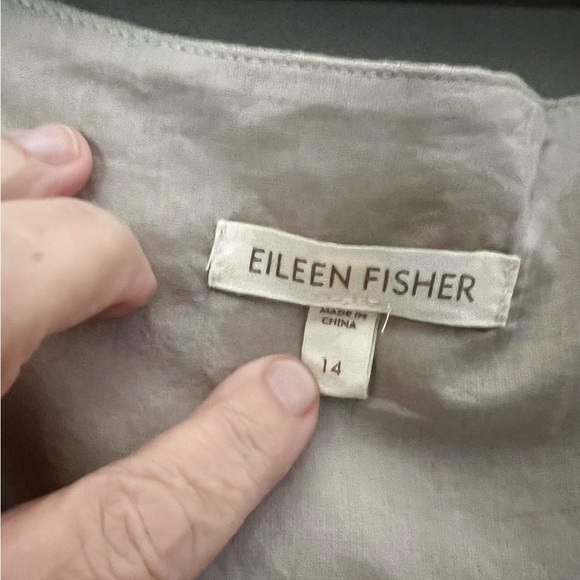 EILEEN FISHER
MADE IN
CHINA
14